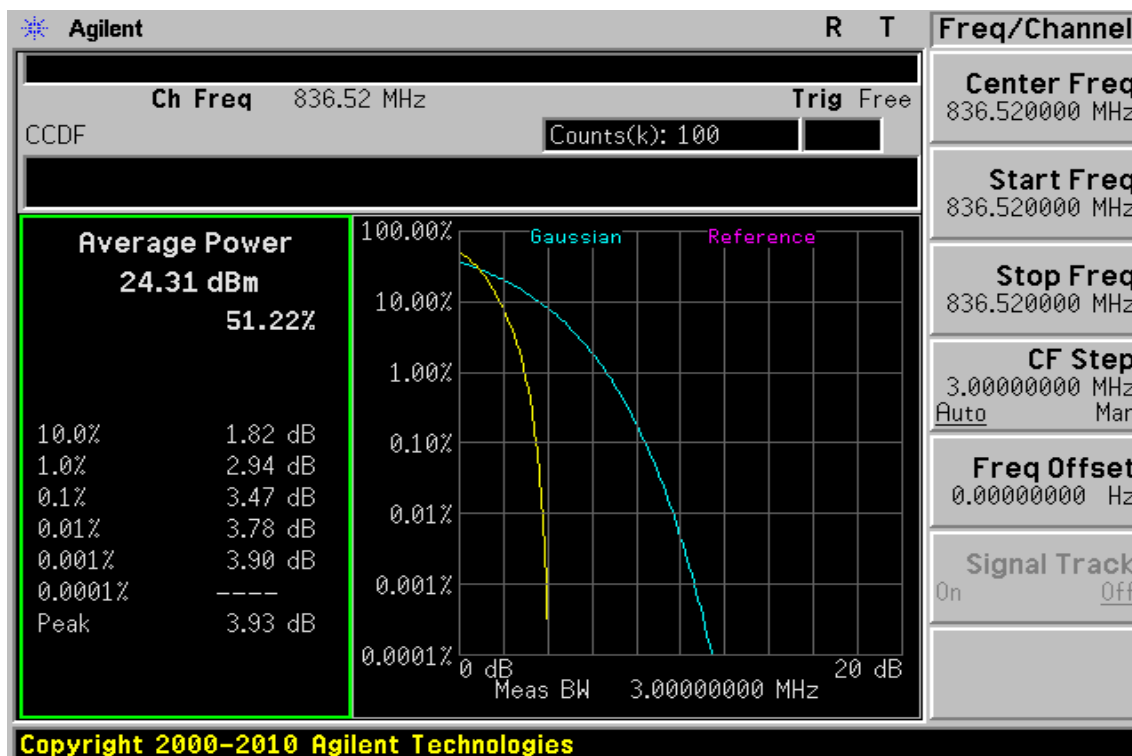 Agilent R T
Ch Freq 836.52 MHz Trig Free
CCDF Counts(k): 100
Average Power
24.31 dBm
51.22%
10.0% 1.82 dB
1.0% 2.94 dB
0.1% 3.47 dB
0.01% 3.78 dB
0.001% 3.90 dB
0.0001% ----
Peak 3.93 dB
Gaussian Reference
100.00%
10.00%
1.00%
0.10%
0.01%
0.001%
0.0001%
0 dB 20 dB
Meas BW 3.00000000 MHz
Freq/Channel
Center Freq
836.520000 MHz
Start Freq
836.520000 MHz
Stop Freq
836.520000 MHz
CF Step
3.00000000 MHz
Auto Man
Freq Offset
0.00000000 Hz
Signal Track
On Off
Copyright 2000-2010 Agilent Technologies